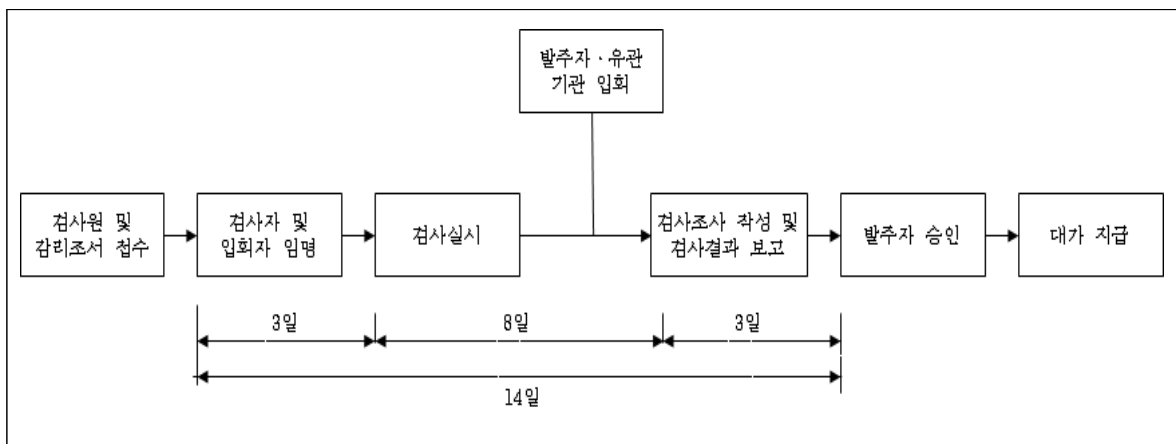 발주자 · 유관
기관 입회
검사원 및
감리조서 접수
검사자 및
입회자 임명
검사실시
검사조사 작성 및
검사결과 보고
발주자 승인
대가 지급
3일
8일
3일
14일